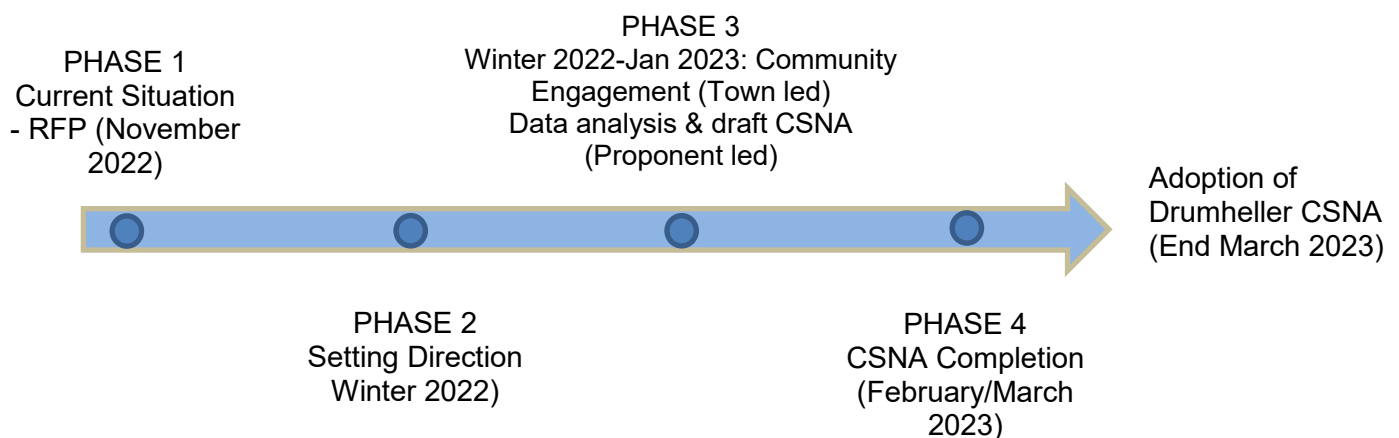 PHASE 1
Current Situation
- RFP (November
2022)
PHASE 2
Setting Direction
Winter 2022)
PHASE 3
Winter 2022-Jan 2023: Community
Engagement (Town led)
Data analysis & draft CSNA
(Proponent led)
PHASE 4
CSNA Completion
(February/March
2023)
Adoption of
Drumheller CSNA
(End March 2023)